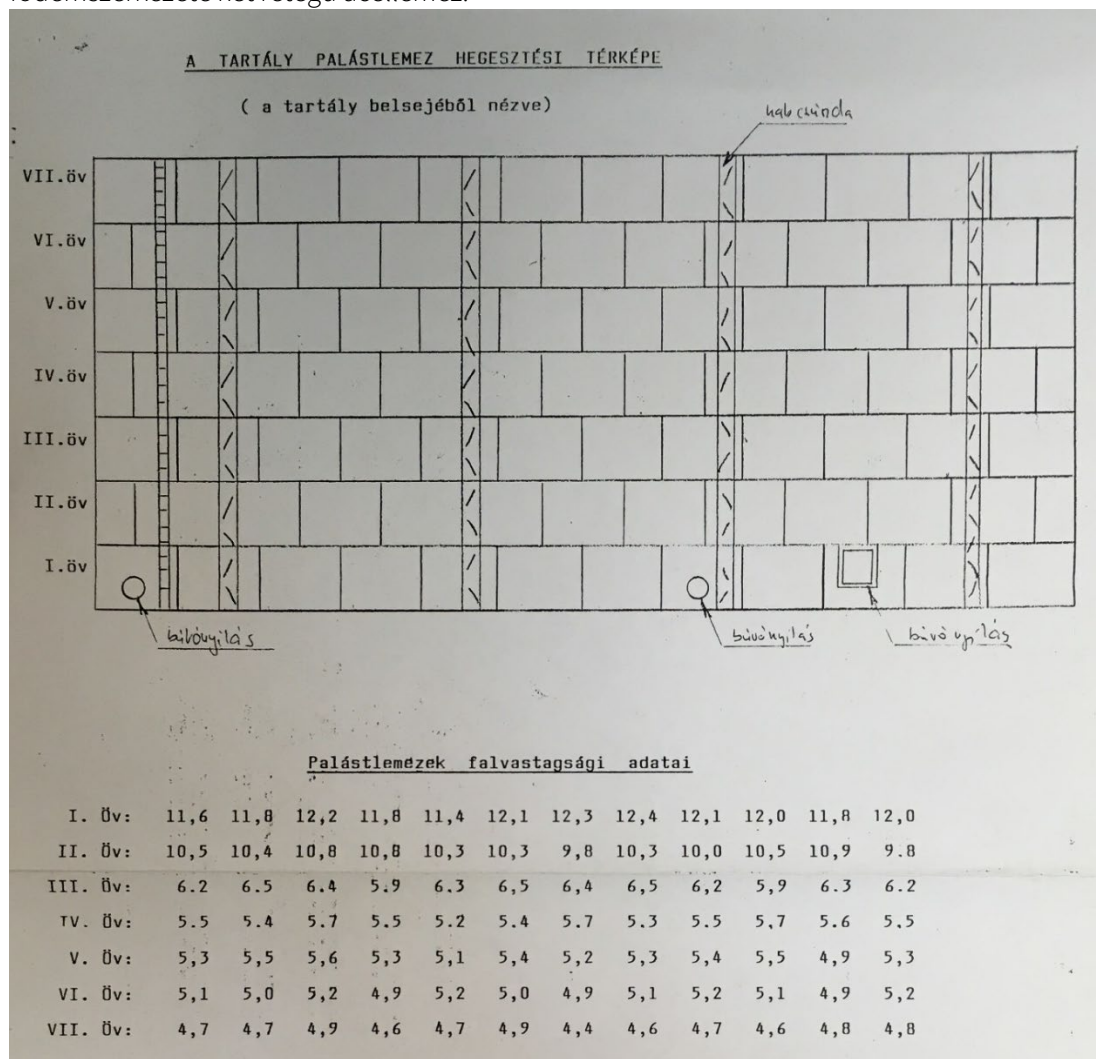 A TARTÁLY PALÁSTLEMEZ HEGESZTÉSI TÉRKÉPE
( a tartály belsejéből nézve)
VII.öv
VI.öv
V.öv
IV.öv
III.öv
II.öv
I.öv
búvónyílás
búvónyílás
búvónyílás
Palástlemezek falvastagsági adatai
I. Öv: 11,6 11,8 12,2 11,8 11,4 12,1 12,3 12,4 12,1 12,0 11,8 12,0
II. Öv: 10,5 10,4 10,8 10,8 10,3 10,3 9,8 10,3 10,0 10,5 10,9 9.8
III. Öv: 6.2 6.5 6.4 5.9 6.3 6,5 6,4 6,5 6,2 5,9 6.3 6.2
IV. Öv: 5.5 5.4 5.7 5.5 5.2 5.4 5.7 5.3 5.5 5,7 5.6 5,5
V. Öv: 5,3 5,5 5,6 5,3 5,1 5,4 5,2 5,3 5,4 5,5 4,9 5,3
VI. Öv: 5,1 5,0 5,2 4,9 5,2 5,0 4,9 5,1 5,2 5,1 4,9 5,2
VII. Öv: 4,7 4,7 4,9 4,6 4,7 4,9 4,4 4,6 4,7 4,6 4,8 4,8